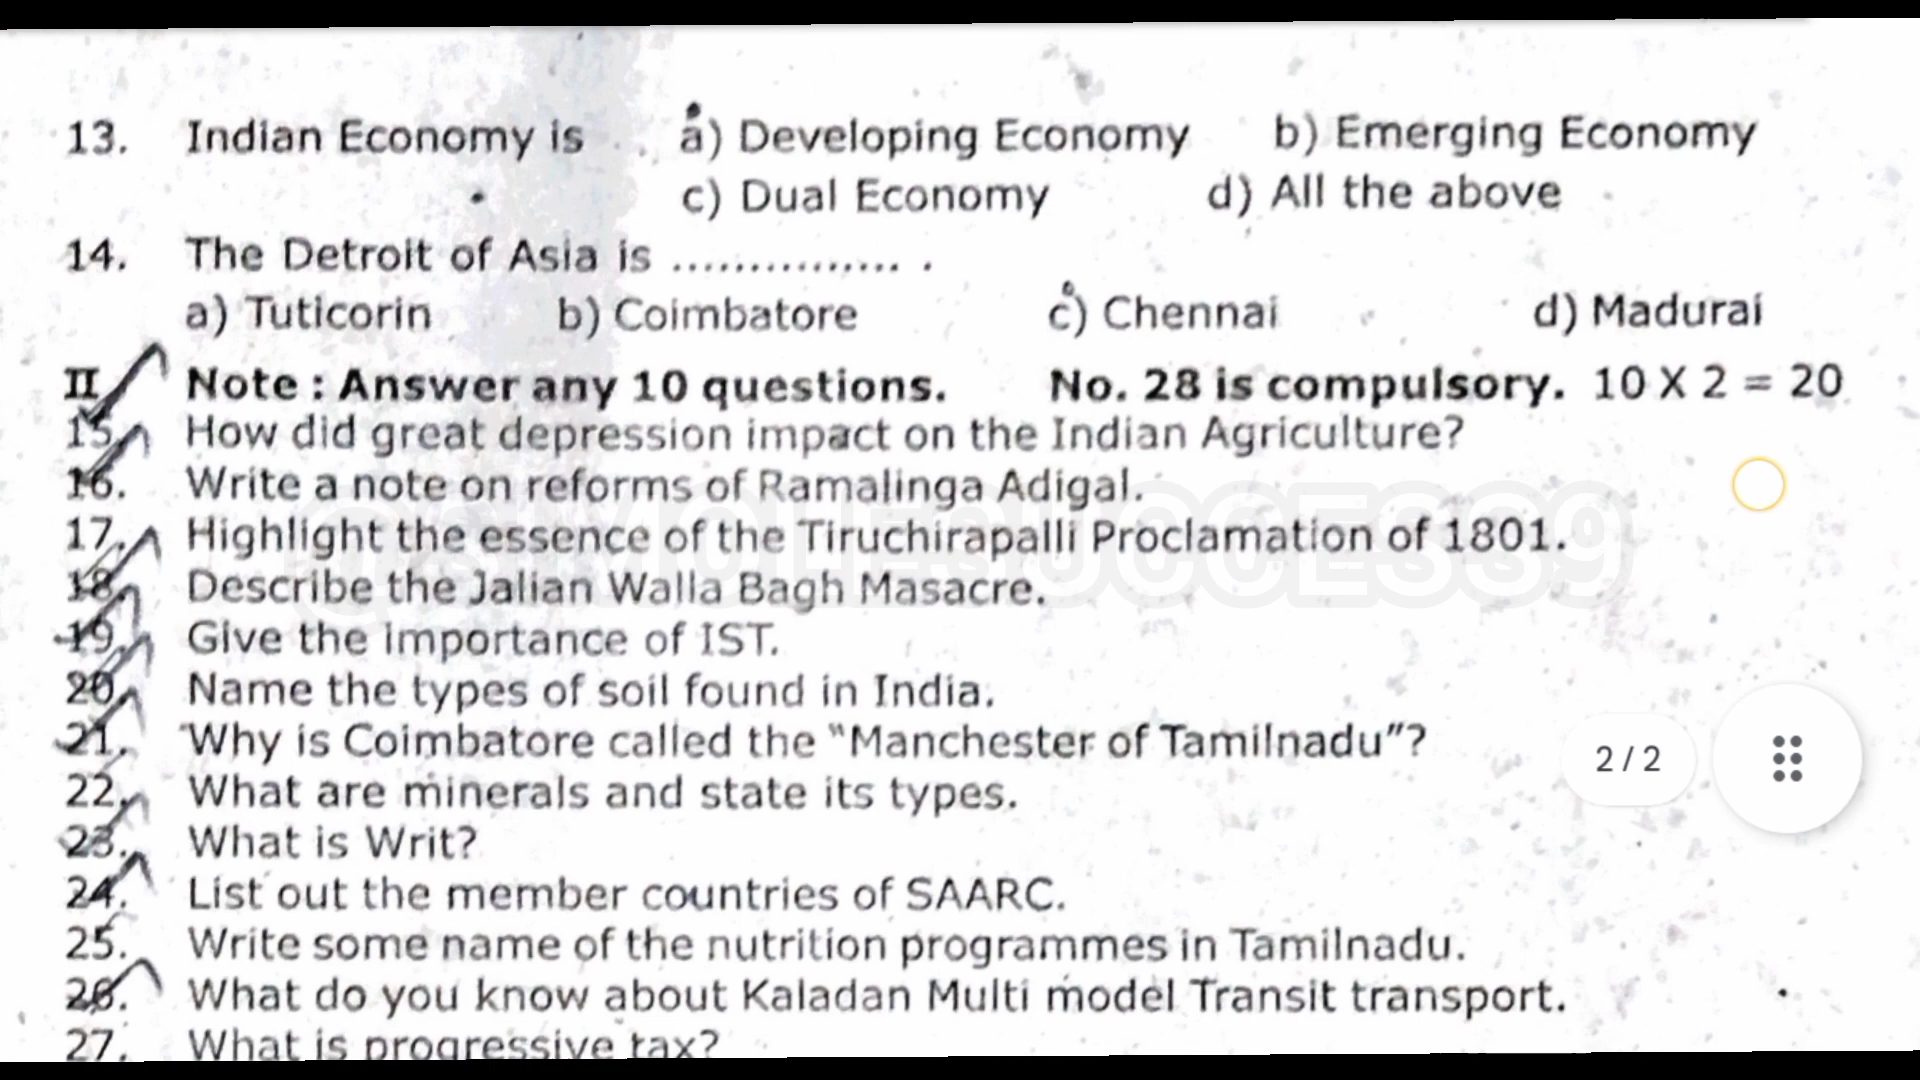 13. Indian Economy is a) Developing Economy b) Emerging Economy
c) Dual Economy d) All the above
14. The Detroit of Asia is ............... .
a) Tuticorin b) Coimbatore c) Chennai d) Madurai
II Note : Answer any 10 questions. No. 28 is compulsory. 10 X 2 = 20
15. How did great depression impact on the Indian Agriculture?
16. Write a note on reforms of Ramalinga Adigal.
17. Highlight the essence of the Tiruchirapalli Proclamation of 1801.
18. Describe the Jalian Walla Bagh Masacre.
19. Give the importance of IST.
20. Name the types of soil found in India.
21. Why is Coimbatore called the "Manchester of Tamilnadu"?
2 / 2
22. What are minerals and state its types.
23. What is Writ?
24. List out the member countries of SAARC.
25. Write some name of the nutrition programmes in Tamilnadu.
26. What do you know about Kaladan Multi model Transit transport.
27. What is progressive tax?